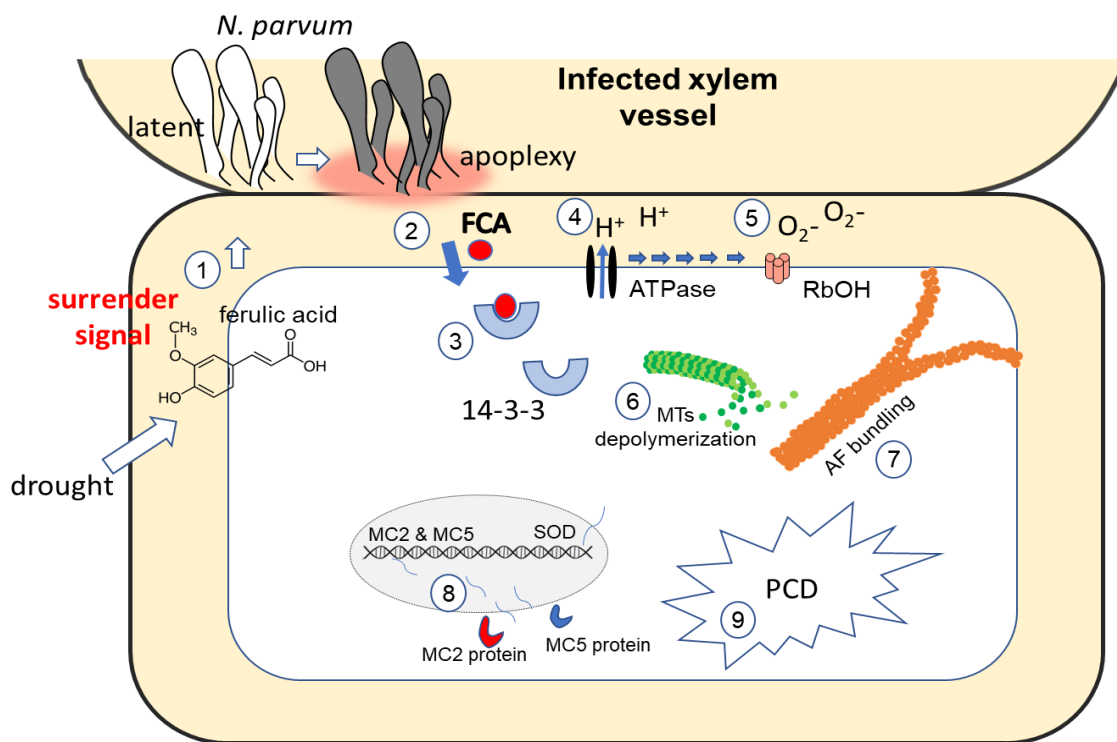 N. parvum
Infected xylem
vessel
latent
apoplexy
1
2
FCA
4
H+
H+
5
O2-
O2-
ATPase
RbOH
surrender
signal
ferulic acid
CH3
O
O
OH
HO
3
14-3-3
6
MTs
depolymerization
7
AF bundling
drought
MC2 & MC5
SOD
8
MC2 protein
MC5 protein
PCD
9